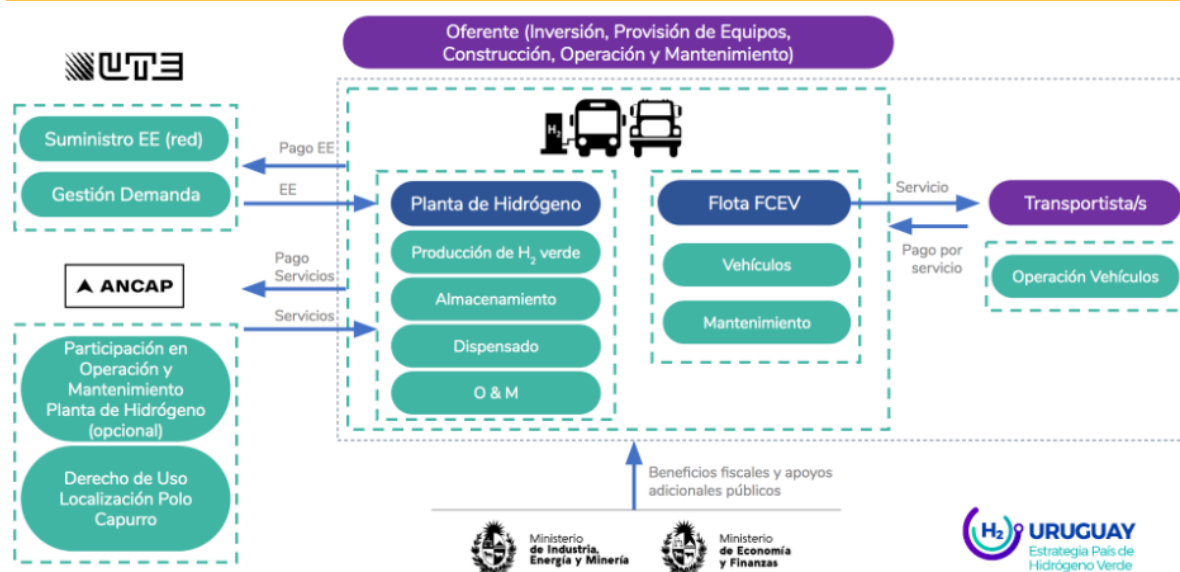 Oferente (Inversión, Provisión de Equipos,
Construcción, Operación y Mantenimiento)
UTE
Suministro EE (red)
Gestión Demanda
Pago EE
EE
ANCAP
Pago
Servicios
Servicios
Participación en
Operación y
Mantenimiento
Planta de Hidrógeno
(opcional)
Derecho de Uso
Localización Polo
Capurro
H2
Planta de Hidrógeno
Producción de H2 verde
Almacenamiento
Dispensado
O & M
Flota FCEV
Vehículos
Mantenimiento
Servicio
Pago por
servicio
Transportista/s
Operación Vehículos
Beneficios fiscales y apoyos
adicionales públicos
Ministerio
de Industria,
Energía y Minería
Ministerio
de Economía
y Finanzas
H2 URUGUAY
Estrategia País de
Hidrógeno Verde